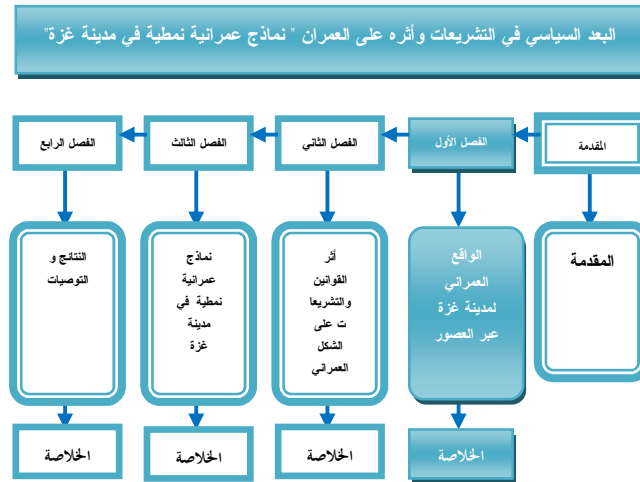 البعد السياسي في التشريعات وأثره على العمران " نماذج عمرانية نمطية في مدينة غزة"
المقدمة
الفصل الأول
الفصل الثاني
الفصل الثالث
الفصل الرابع
المقدمة
الواقع
العمراني
لمدينة غزة
عبر العصور
أثر
القوانين
والتشريعا
ت على
الشكل
العمراني
نماذج
عمرانية
نمطية في
مدينة
غزة
النتائج و
التوصيات
الخلاصة
الخلاصة
الخلاصة
الخلاصة